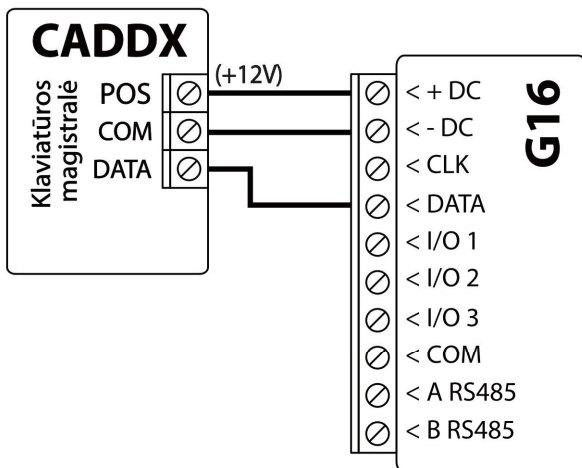 CADDX
Klaviatūros
magistralė
POS
COM
DATA
(+12V)
G16
< + DC
< - DC
< CLK
< DATA
< I/O 1
< I/O 2
< I/O 3
< COM
< A RS485
< B RS485